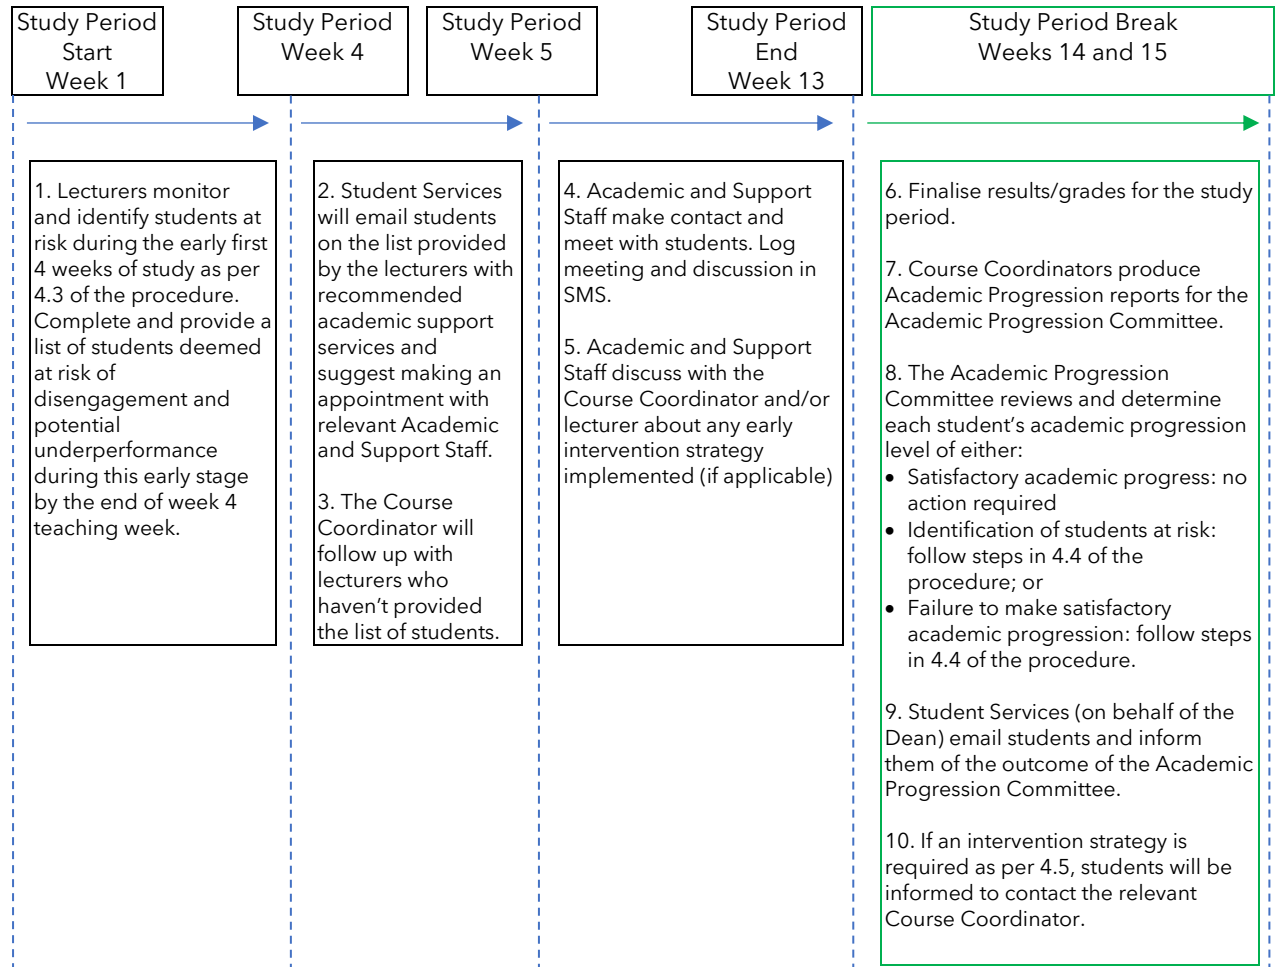 Study Period
Start
Week 1
Study Period
Week 4
Study Period
Week 5
Study Period
End
Week 13
Study Period Break
Weeks 14 and 15
1. Lecturers monitor
and identify students at
risk during the early first
4 weeks of study as per
4.3 of the procedure.
Complete and provide a
list of students deemed
at risk of
disengagement and
potential
underperformance
during this early stage
by the end of week 4
teaching week.
2. Student Services
will email students
on the list provided
by the lecturers with
recommended
academic support
services and
suggest making an
appointment with
relevant Academic
and Support Staff.
3. The Course
Coordinator will
follow up with
lecturers who
haven’t provided
the list of students.
4. Academic and Support
Staff make contact and
meet with students. Log
meeting and discussion in
SMS.
5. Academic and Support
Staff discuss with the
Course Coordinator and/or
lecturer about any early
intervention strategy
implemented (if applicable)
6. Finalise results/grades for the study
period.
7. Course Coordinators produce
Academic Progression reports for the
Academic Progression Committee.
8. The Academic Progression
Committee reviews and determine
each student’s academic progression
level of either:
• Satisfactory academic progress: no
action required
• Identification of students at risk:
follow steps in 4.4 of the
procedure; or
• Failure to make satisfactory
academic progression: follow steps
in 4.4 of the procedure.
9. Student Services (on behalf of the
Dean) email students and inform
them of the outcome of the Academic
Progression Committee.
10. If an intervention strategy is
required as per 4.5, students will be
informed to contact the relevant
Course Coordinator.